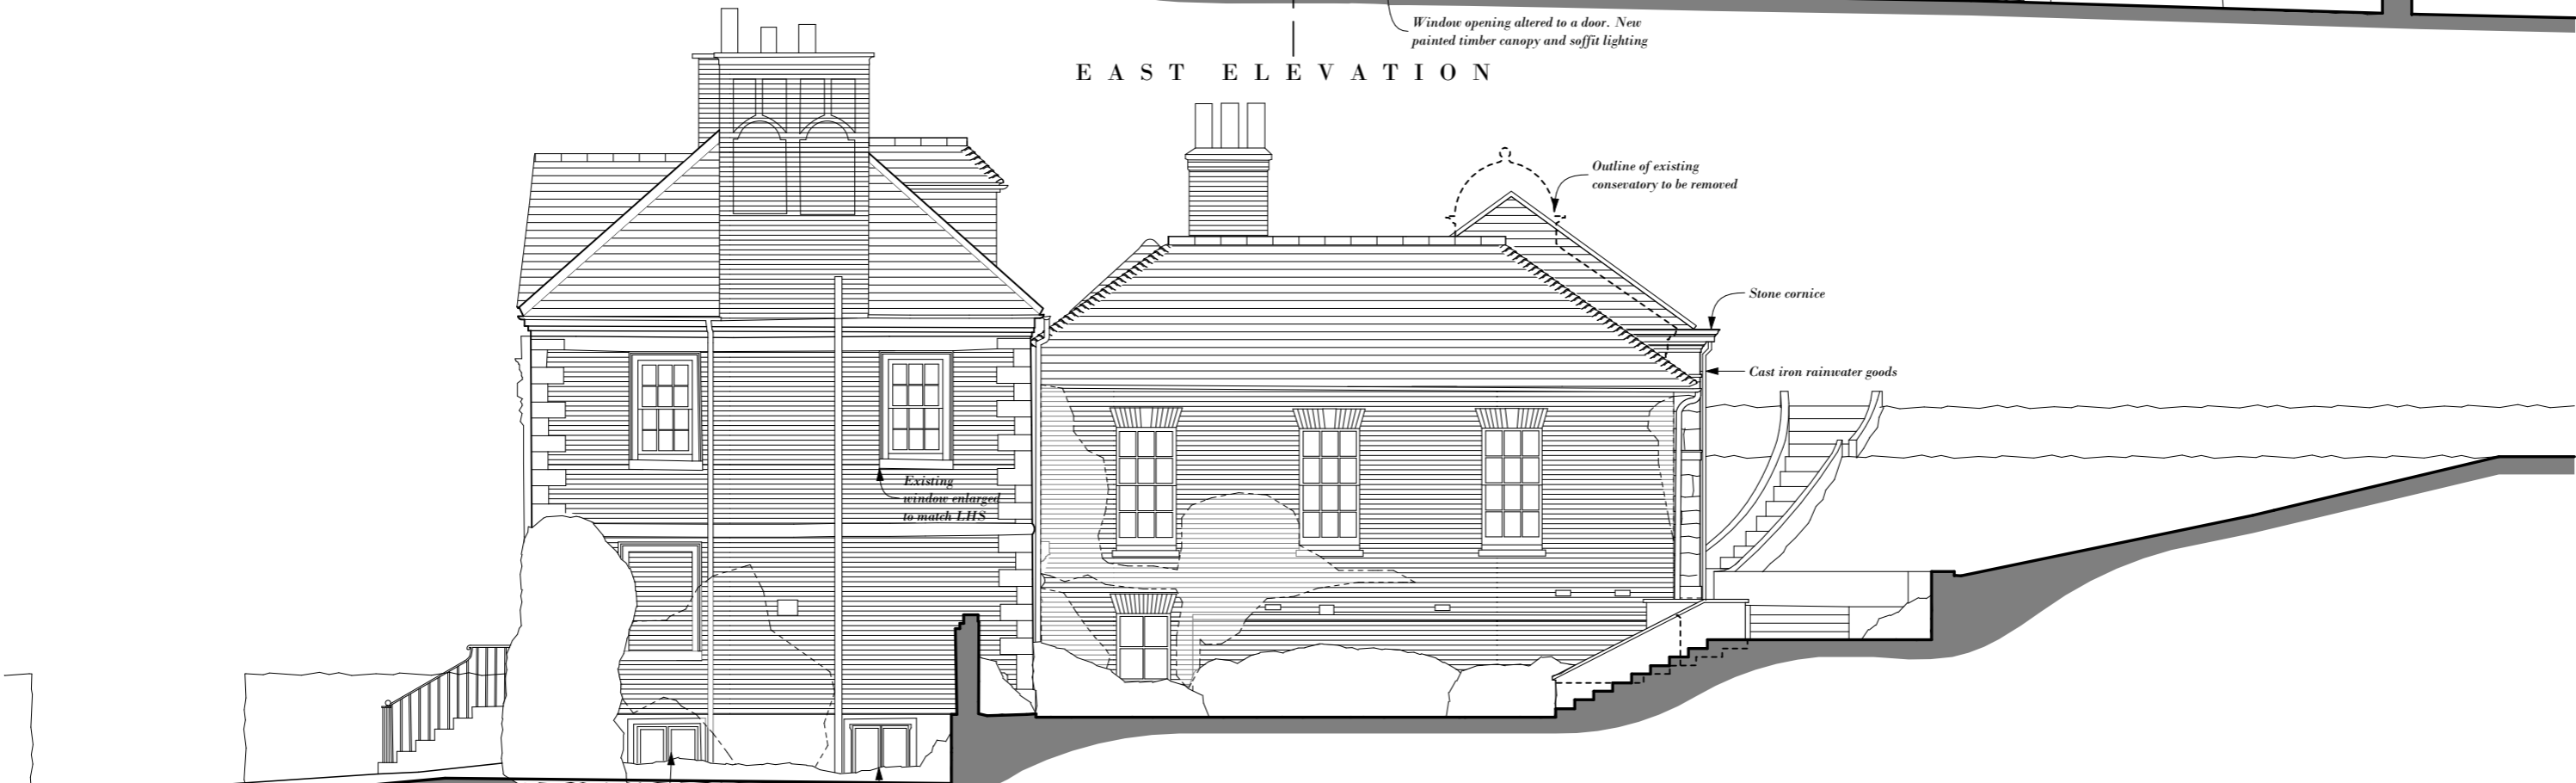 Window opening altered to a door. New
painted timber canopy and soffit lighting
EAST ELEVATION
Outline of existing
consevatory to be removed
Stone cornice
Cast iron rainwater goods
Existing
window enlarged
to match LHS